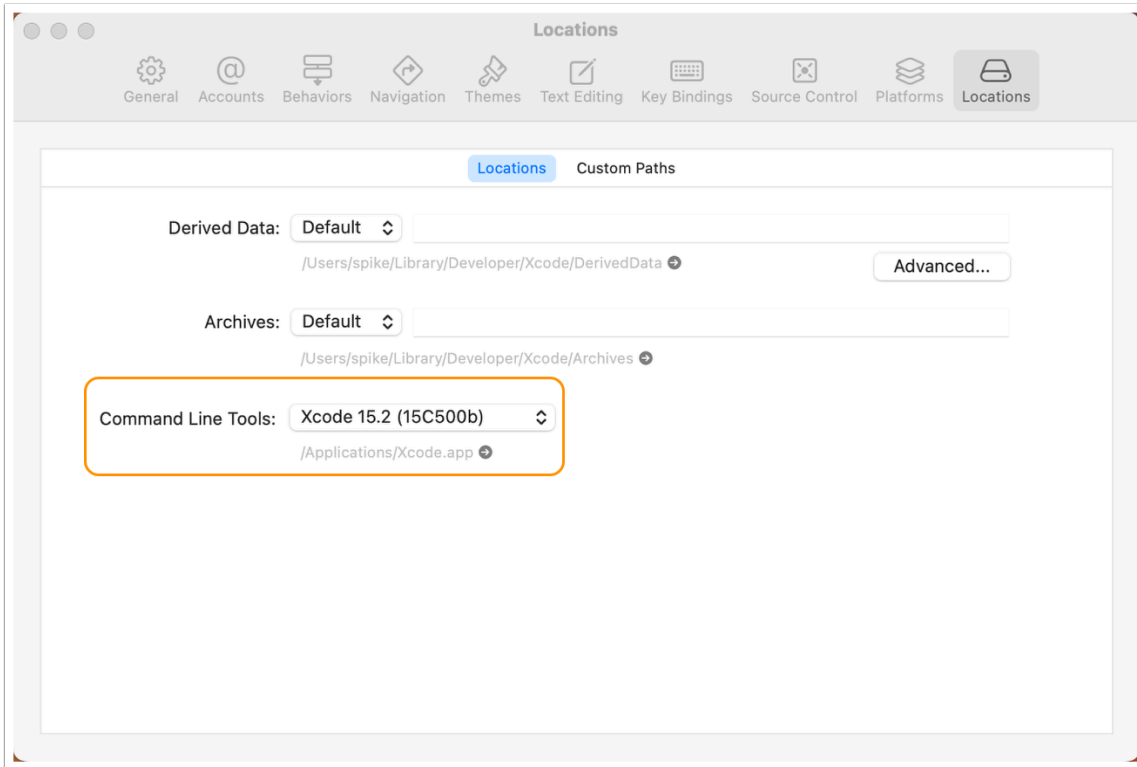 Locations
General Accounts Behaviors Navigation Themes Text Editing Key Bindings Source Control Platforms Locations
Locations Custom Paths
Derived Data: Default
/Users/spike/Library/Developer/Xcode/DerivedData
Advanced...
Archives: Default
/Users/spike/Library/Developer/Xcode/Archives
Command Line Tools: Xcode 15.2 (15C500b)
/Applications/Xcode.app